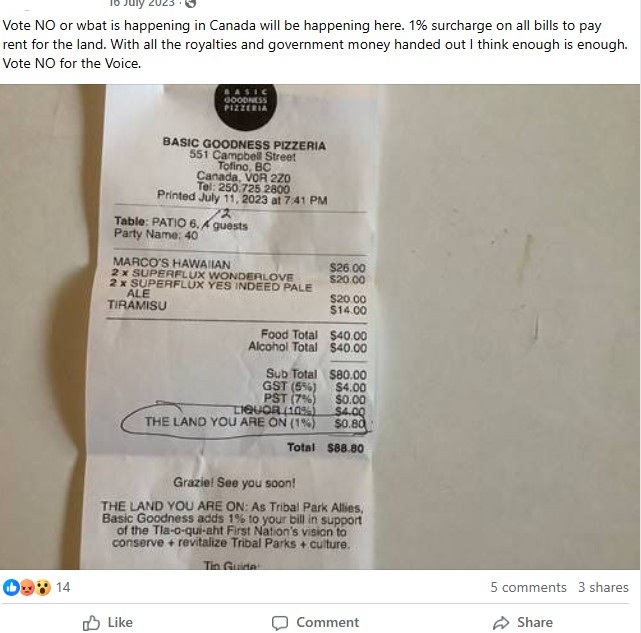 16 July 2023 ·
Vote NO or wbat is happening in Canada will be happening here. 1% surcharge on all bills to pay
rent for the land. With all the royalties and government money handed out I think enough is enough.
Vote NO for the Voice.
BASIC
GOODNESS
PIZZERIA
BASIC GOODNESS PIZZERIA
551 Campbell Street
Tofino, BC
Canada, V0R 2Z0
Tel: 250.725.2800
Printed July 11, 2023 at 7:41 PM
2
Table: PATIO 6, 4 guests
Party Name: 40
MARCO'S HAWAIIAN $26.00
2 x SUPERFLUX WONDERLOVE $20.00
2 x SUPERFLUX YES INDEED PALE
ALE $20.00
TIRAMISU $14.00
Food Total $40.00
Alcohol Total $40.00
Sub Total $80.00
GST (5%) $4.00
PST (7%) $0.00
LIQUOR (10%) $4.00
THE LAND YOU ARE ON (1%) $0.80
Total $88.80
Grazie! See you soon!
THE LAND YOU ARE ON: As Tribal Park Allies,
Basic Goodness adds 1% to your bill in support
of the Tla-o-qui-aht First Nation's vision to
conserve + revitalize Tribal Parks + culture.
Tip Guide:
14
5 comments 3 shares
Like Comment Share